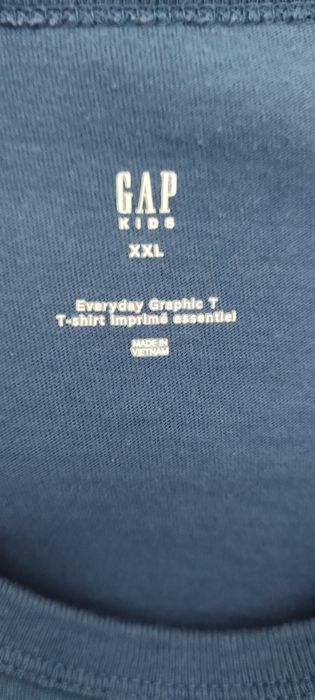 GAP
KIDS
XXL
Everyday Graphic T
T-shirt imprimé essentiel
MADE IN
VIETNAM